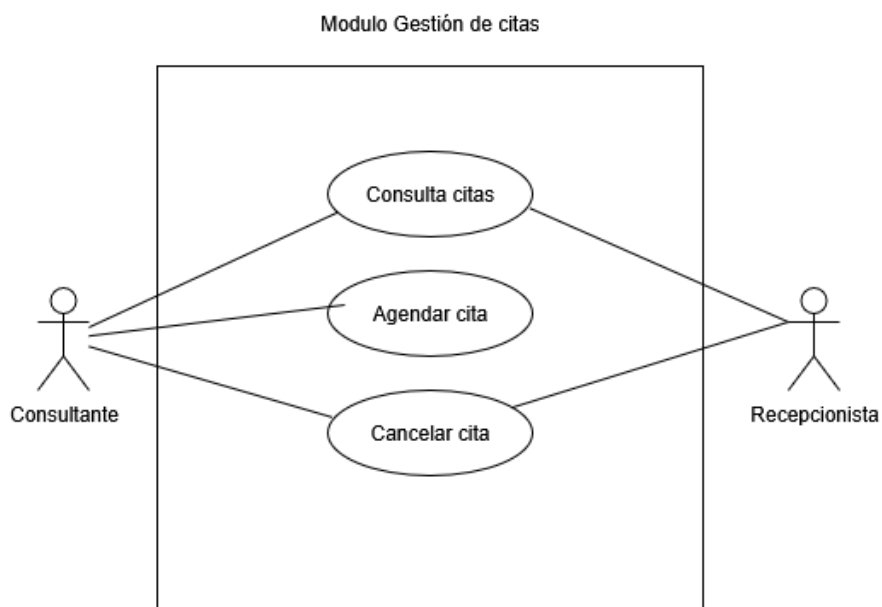 Modulo Gestión de citas
Consulta citas
Agendar cita
Cancelar cita
Consultante
Recepcionista